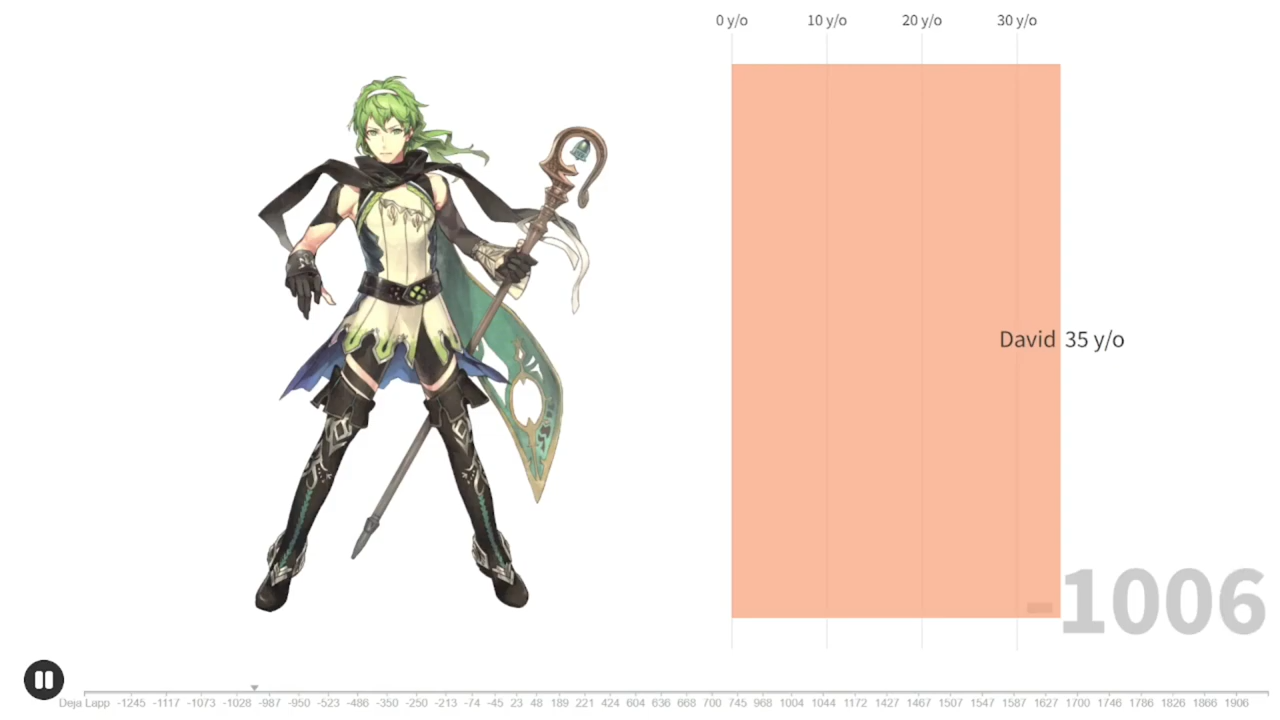 0 y/o 10 y/o 20 y/o 30 y/o
David 35 y/o
1006
Deja Lapp -1245 -1117 -1073 -1028 -987 -950 -523 -486 -350 -250 -213 -74 -45 23 48 189 221 424 604 636 668 700 745 968 1004 1044 1172 1427 1467 1507 1547 1587 1627 1700 1746 1786 1826 1866 1906